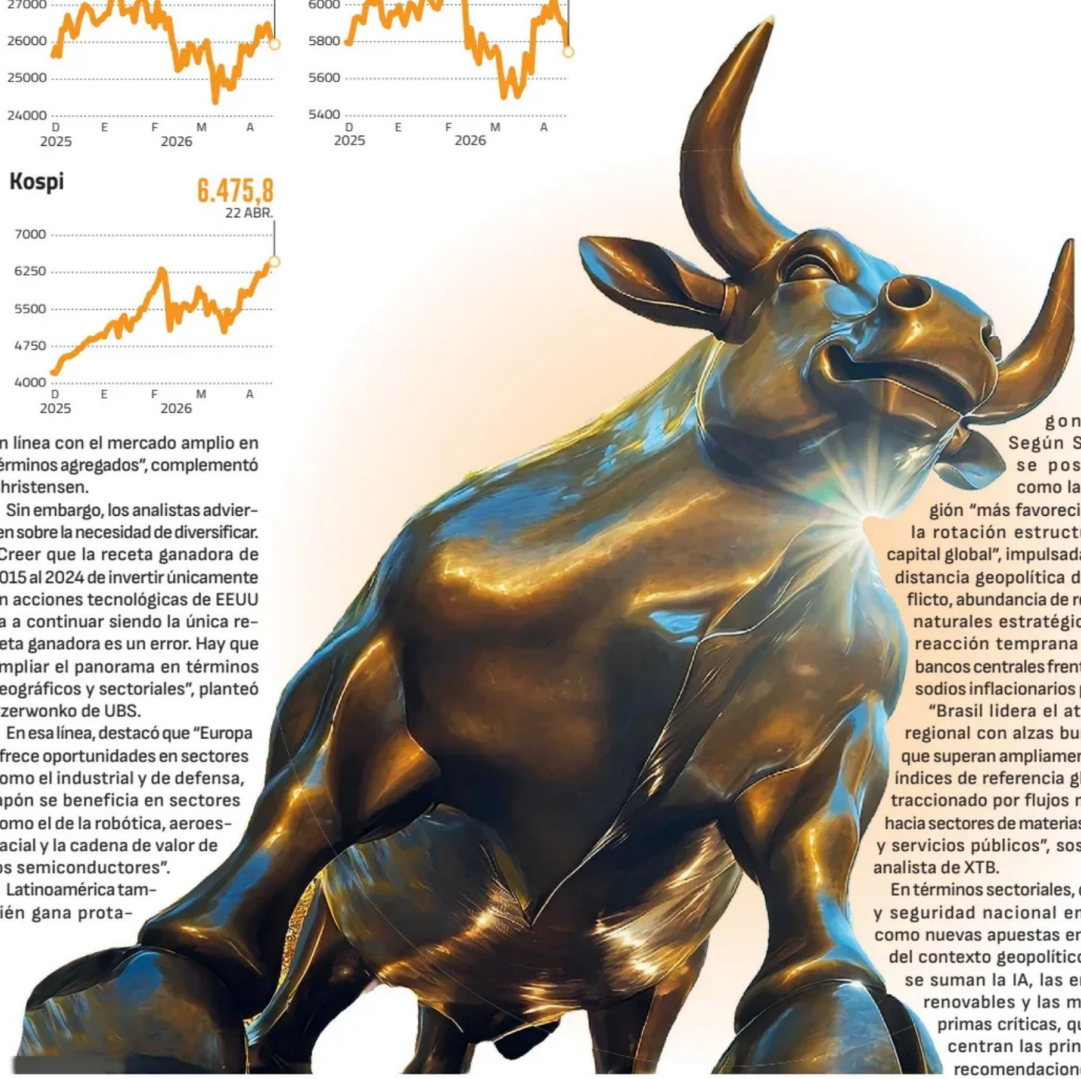 27000
26000
25000
24000
D E F M A
2025 2026
6000
5800
5600
5400
D E F M A
2025 2026
Kospi
6.475,8
22 ABR.
7000
6250
5500
4750
4000
D E F M A
2025 2026
n línea con el mercado amplio en
érminos agregados”, complementó
hristensen.
Sin embargo, los analistas advier-
en sobre la necesidad de diversificar.
Creer que la receta ganadora de
015 al 2024 de invertir únicamente
n acciones tecnológicas de EEUU
a a continuar siendo la única re-
eta ganadora es un error. Hay que
mpliar el panorama en términos
eográficos y sectoriales”, planteó
zerwonko de UBS.
En esa línea, destacó que “Europa
frece oportunidades en sectores
omo el industrial y de defensa,
apón se beneficia en sectores
omo el de la robótica, aeroes-
acial y la cadena de valor de
os semiconductores”.
Latinoamérica tam-
ién gana prota-
gon
Según S
se pos
como la
gión “más favoreci
la rotación estructu
capital global”, impulsada
distancia geopolítica d
flicto, abundancia de re
naturales estratégic
reacción temprana
bancos centrales frent
sodios inflacionarios
“Brasil lidera el at
regional con alzas bu
que superan ampliamen
índices de referencia g
traccionado por flujos
hacia sectores de materias
y servicios públicos”, sos
analista de XTB.
En términos sectoriales,
y seguridad nacional en
como nuevas apuestas en
del contexto geopolítico
se suman la IA, las e
renovables y las m
primas críticas, qu
centran las prin
recomendacion